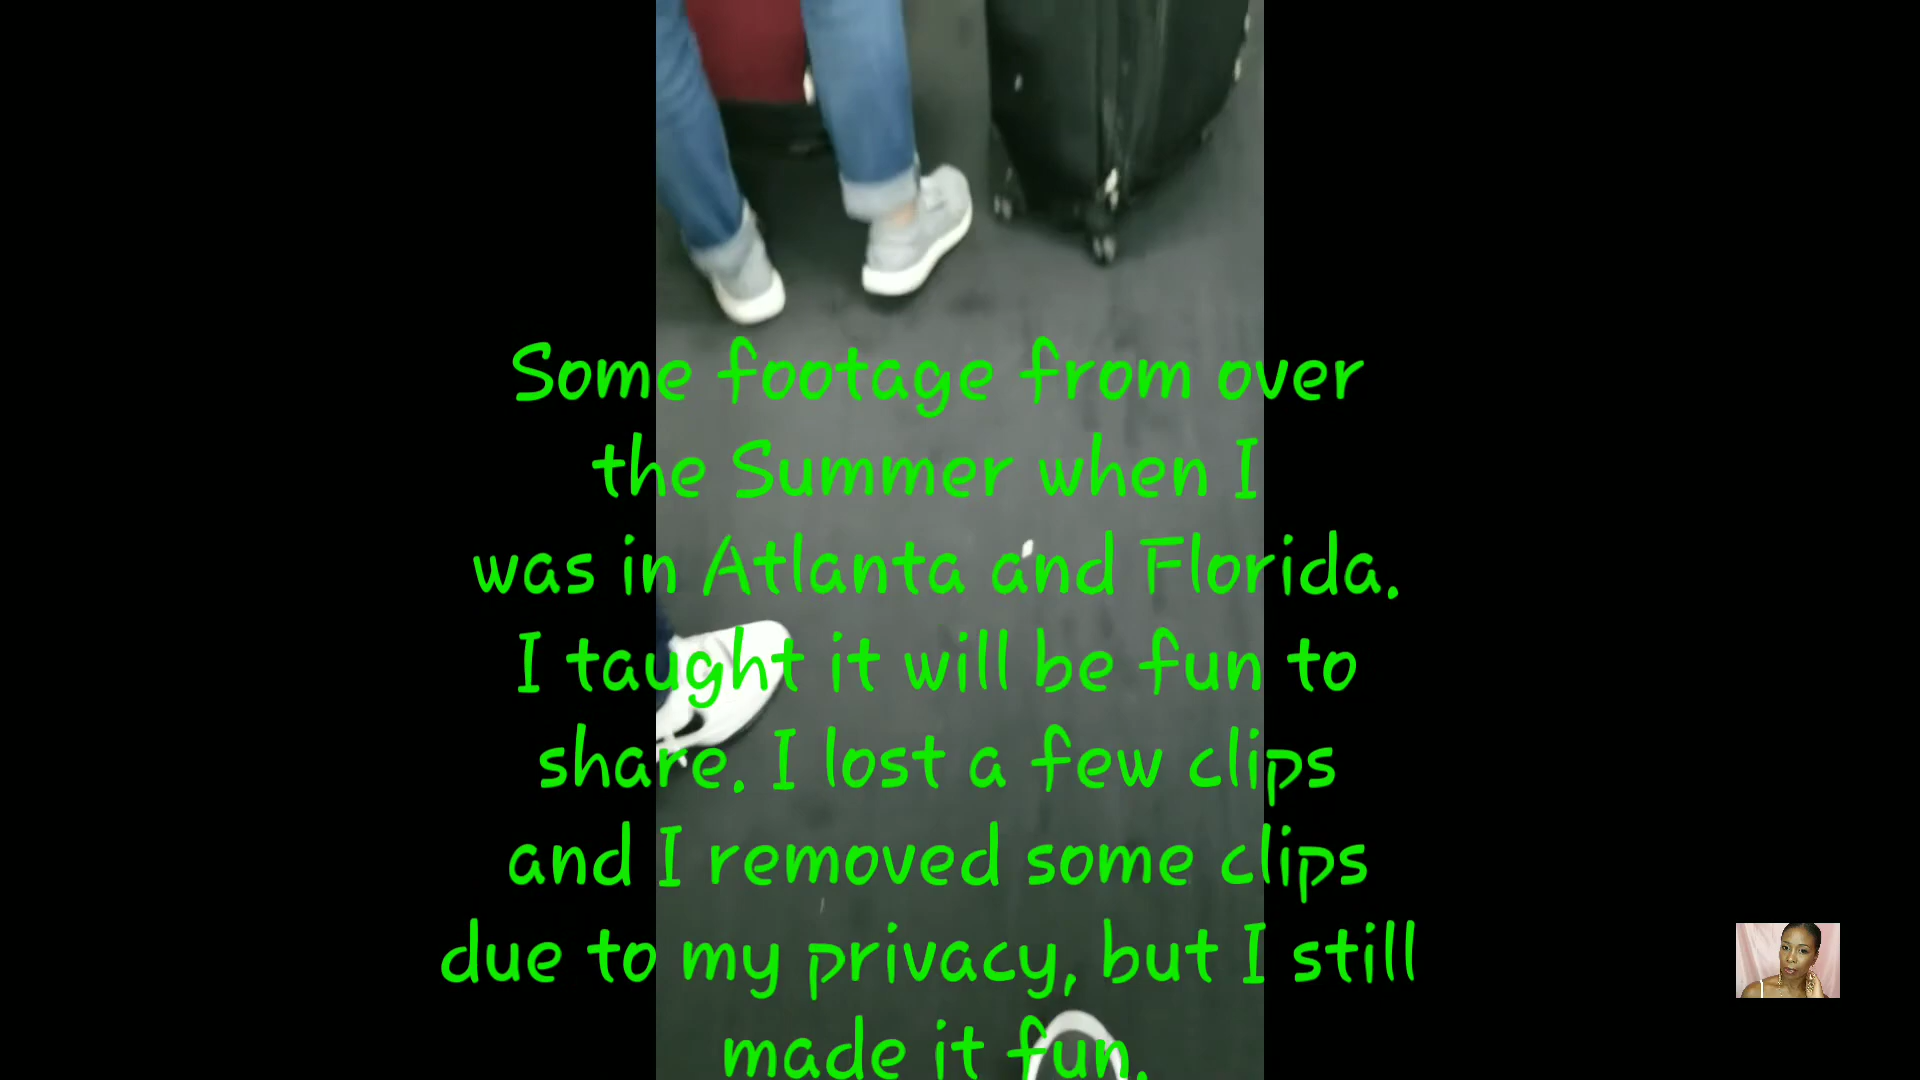 Some footage from over
the Summer when I
was in Atlanta and Florida.
I taught it will be fun to
share. I lost a few clips
and I removed some clips
due to my privacy, but I still
made it fun.